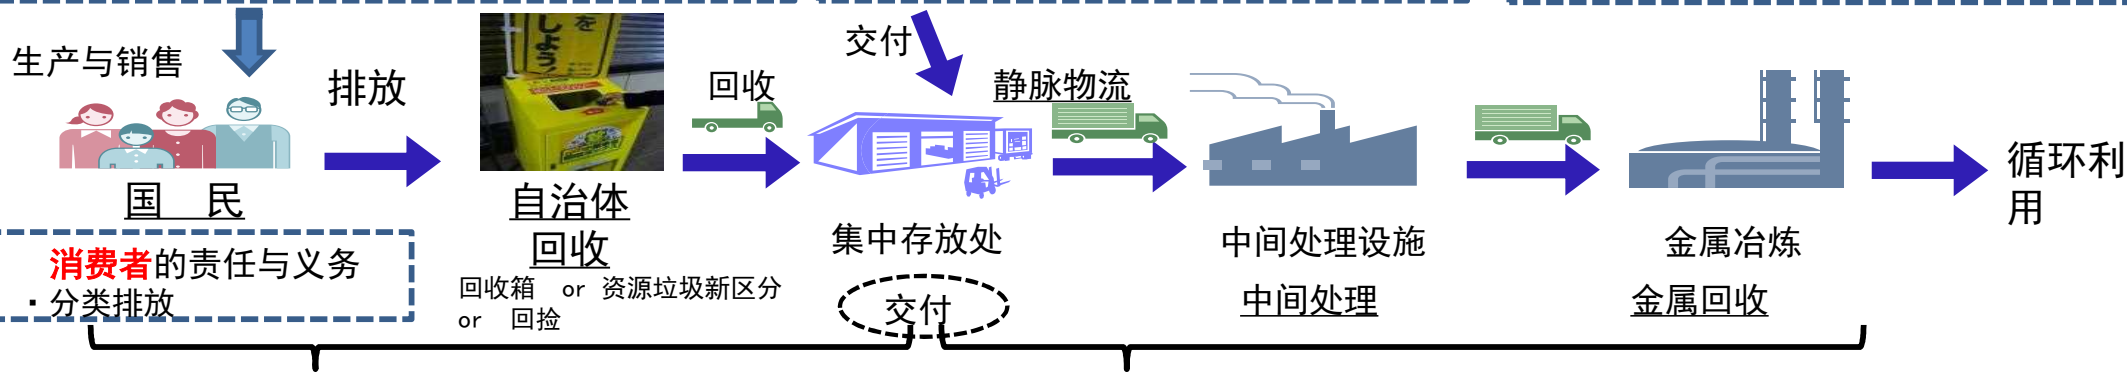 生产与销售
排放
国　民
消费者的责任与义务
・分类排放
を
しよう
自治体
回收
回收箱　or 资源垃圾新区分
or　回捡
回收
交付
集中存放处
交付
静脉物流
中间处理设施
中间处理
金属冶炼
金属回收
循环利
用